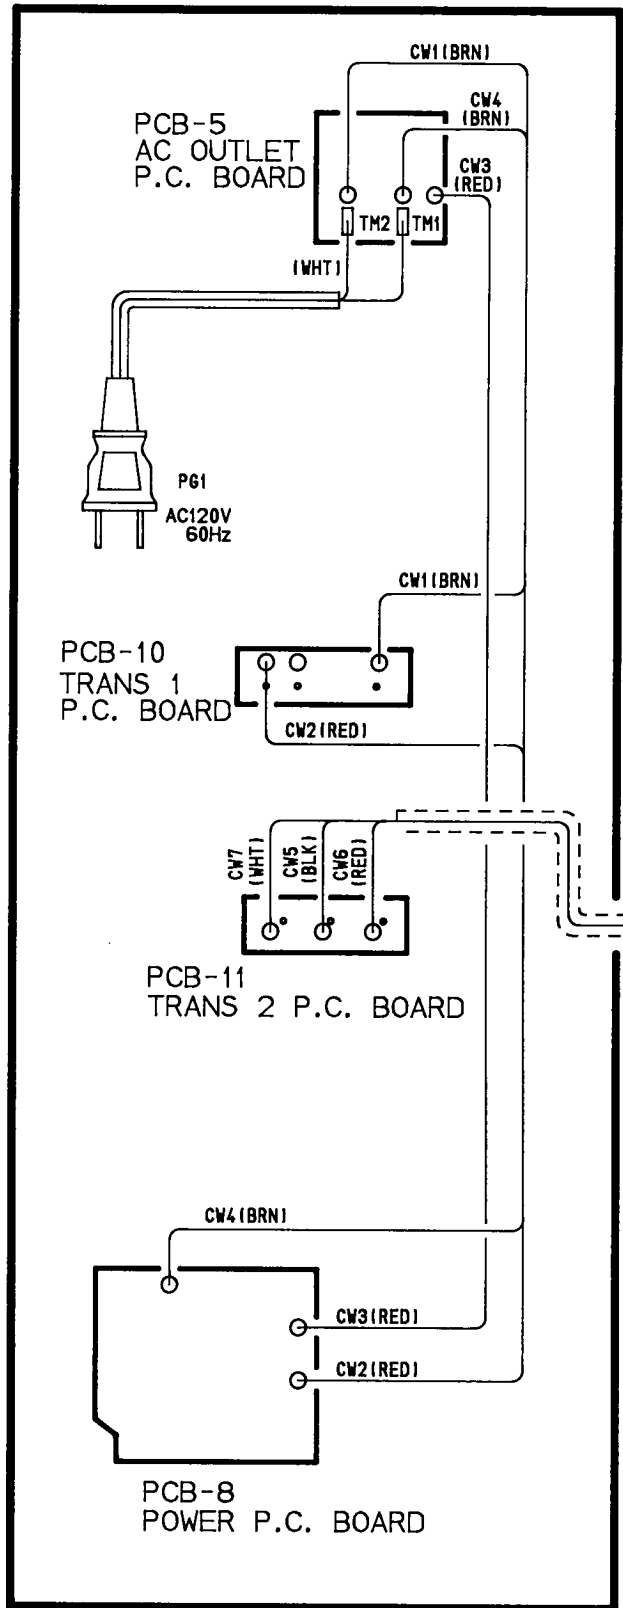 CW1(BRN)
CW4
(BRN)
PCB-5
AC OUTLET
P.C. BOARD
CW3
(RED)
TM2
TM1
(WHT)
PG1
AC120V
60Hz
CW1(BRN)
PCB-10
TRANS 1
P.C. BOARD
CW2(RED)
CW7
(WHT)
CW5
(BLK)
CW6
(RED)
PCB-11
TRANS 2 P.C. BOARD
CW4(BRN)
CW3(RED)
CW2(RED)
PCB-8
POWER P.C. BOARD